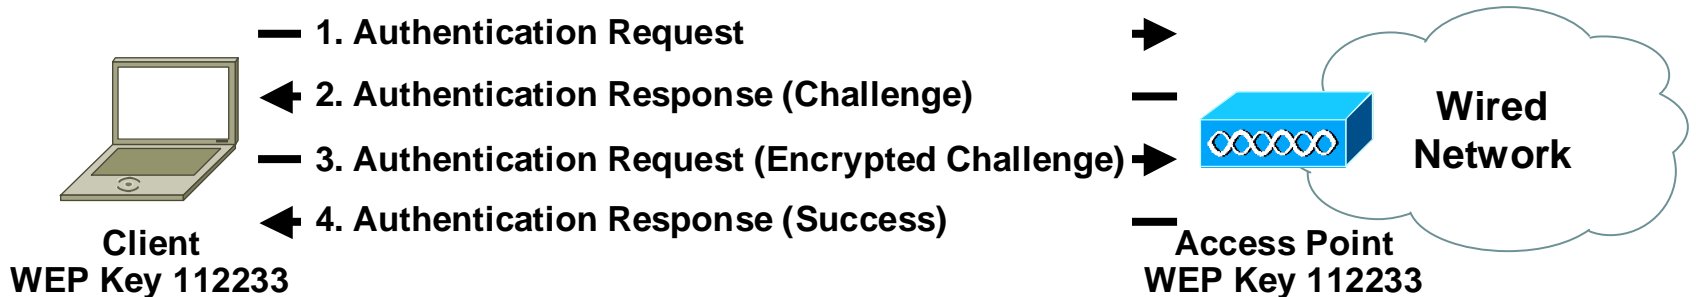 1. Authentication Request
2. Authentication Response (Challenge)
3. Authentication Request (Encrypted Challenge)
4. Authentication Response (Success)
Client
WEP Key 112233
Access Point
WEP Key 112233
Wired
Network